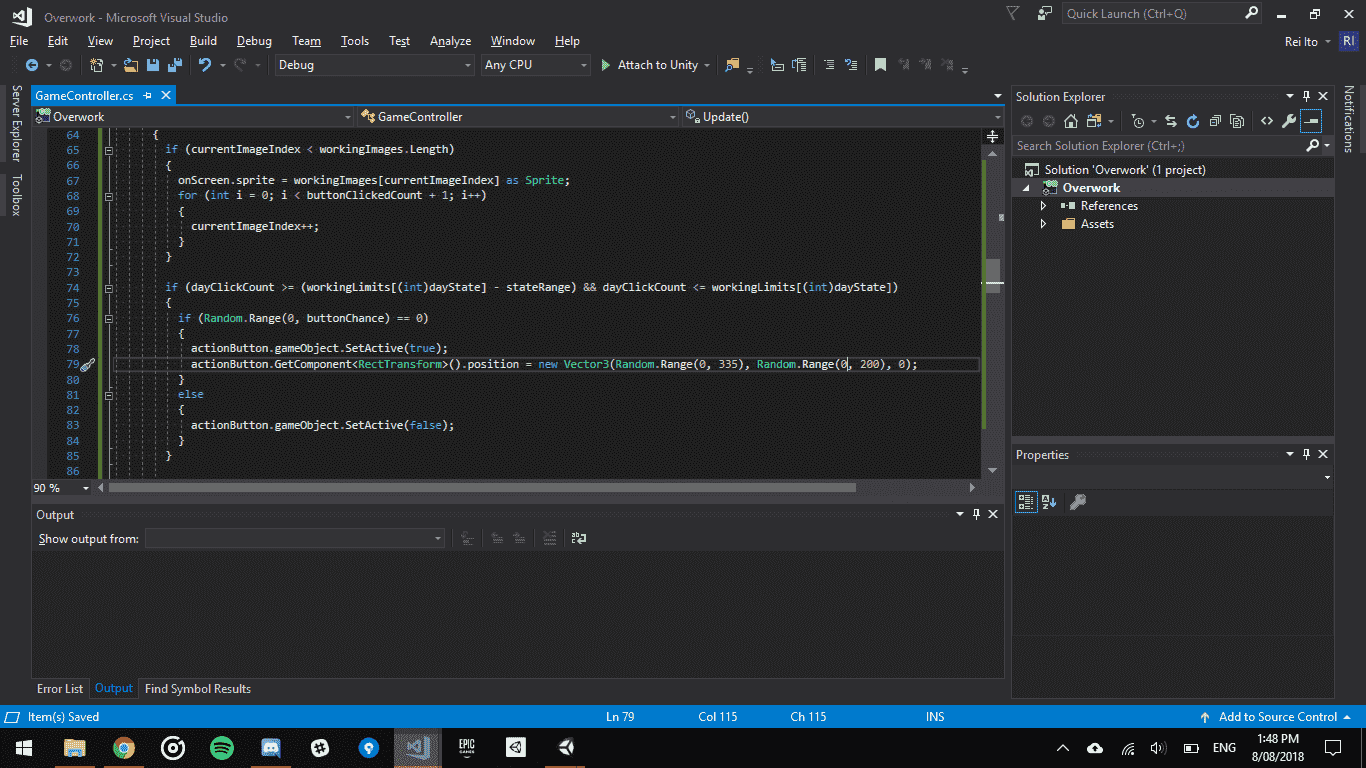 Overwork - Microsoft Visual Studio
Quick Launch (Ctrl+Q)
File Edit View Project Build Debug Team Tools Test Analyze Window Help
Rei Ito
RI
Debug
Any CPU
Attach to Unity
Server Explorer
Toolbox
GameController.cs
Overwork
GameController
Update()
64 {
65 if (currentImageIndex < workingImages.Length)
66 {
67 onScreen.sprite = workingImages[currentImageIndex] as Sprite;
68 for (int i = 0; i < buttonClickedCount + 1; i++)
69 {
70 currentImageIndex++;
71 }
72 }
73
74 if (dayClickCount >= (workingLimits[(int)dayState] - stateRange) && dayClickCount <= workingLimits[(int)dayState])
75 {
76 if (Random.Range(0, buttonChance) == 0)
77 {
78 actionButton.gameObject.SetActive(true);
79 actionButton.GetComponent<RectTransform>().position = new Vector3(Random.Range(0, 335), Random.Range(0, 200), 0);
80 }
81 else
82 {
83 actionButton.gameObject.SetActive(false);
84 }
85 }
86
90 %
Output
Show output from:
Error List Output Find Symbol Results
Solution Explorer
Search Solution Explorer (Ctrl+;)
Solution 'Overwork' (1 project)
Overwork
References
Assets
Properties
Notifications
Item(s) Saved
Ln 79 Col 115 Ch 115 INS
Add to Source Control
EPIC
GAMES
ENG
1:48 PM
8/08/2018